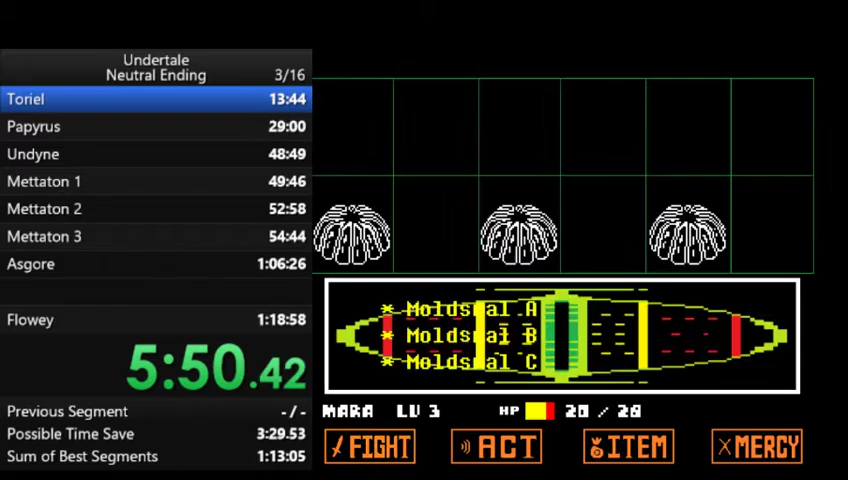 Undertale
Neutral Ending 3/16
Toriel 13:44
Papyrus 29:00
Undyne 48:49
Mettaton 1 49:46
Mettaton 2 52:58
Mettaton 3 54:44
Asgore 1:06:26
Flowey 1:18:58
5:50.42
Previous Segment - / -
Possible Time Save 3:29.53
Sum of Best Segments 1:13:05
* Moldsmal A
* Moldsmal B
* Moldsmal C
MARA LV 3 HP 20 / 28
FIGHT ACT ITEM MERCY